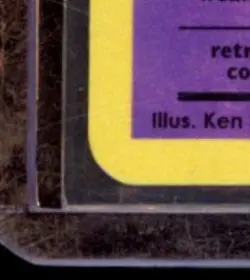 retr
co
Illus. Ken